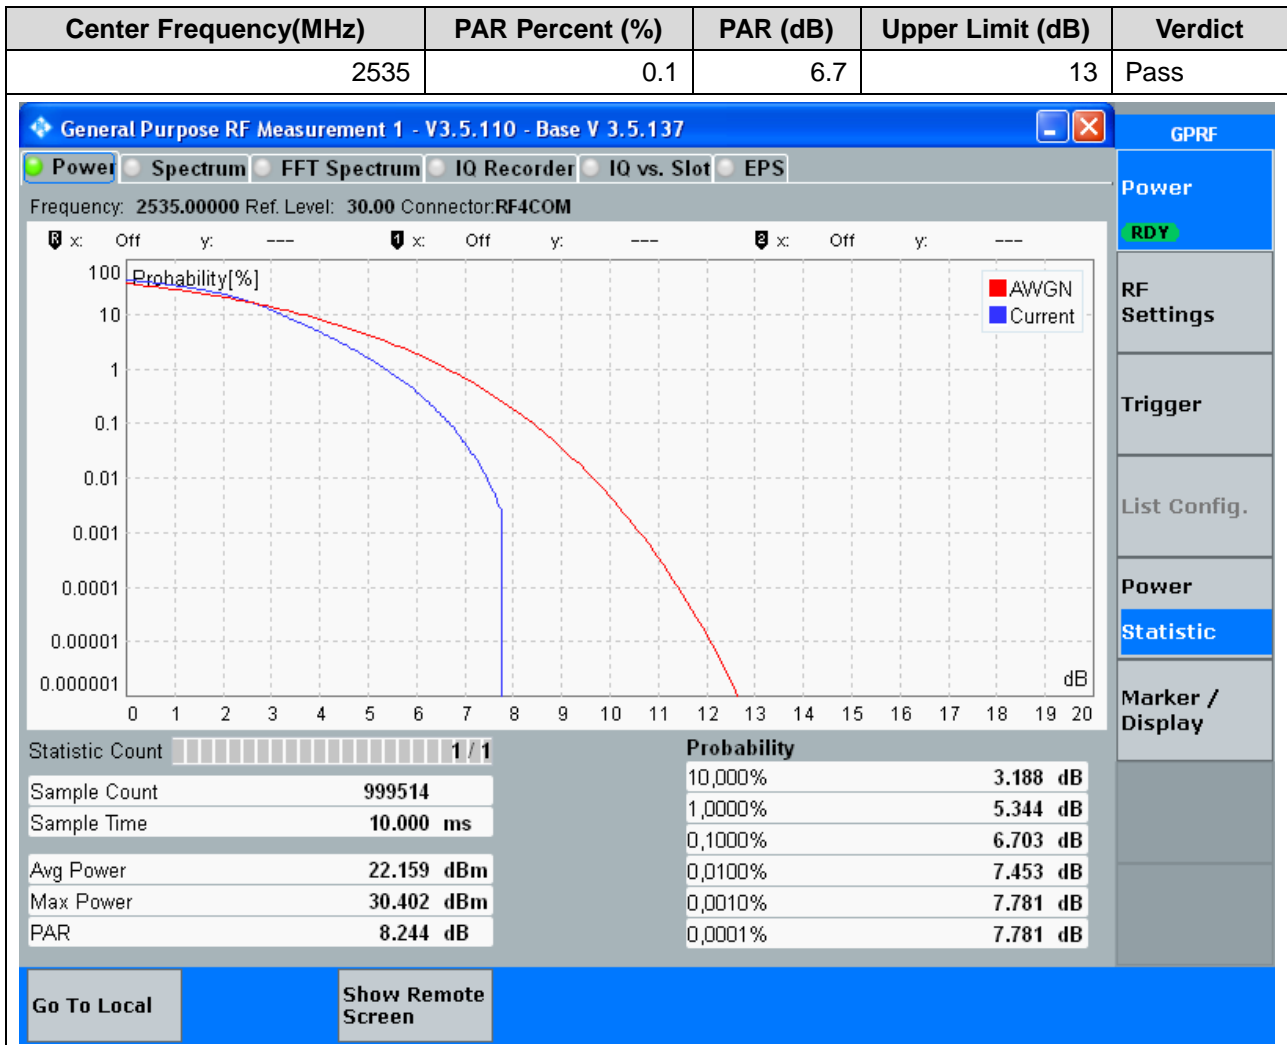 Center Frequency(MHz) PAR Percent (%) PAR (dB) Upper Limit (dB) Verdict
2535 0.1 6.7 13 Pass
General Purpose RF Measurement 1 - V3.5.110 - Base V 3.5.137
GPRF
Power Spectrum FFT Spectrum IQ Recorder IQ vs. Slot EPS
Power
RDY
Frequency: 2535.00000 Ref. Level: 30.00 Connector:RF4COM
R x: Off y: --- 1 x: Off y: --- 2 x: Off y: ---
Probability[%]
AWGN
Current
100
10
1
0.1
0.01
0.001
0.0001
0.00001
0.000001
dB
0 1 2 3 4 5 6 7 8 9 10 11 12 13 14 15 16 17 18 19 20
RF
Settings
Trigger
List Config.
Power
Statistic
Marker /
Display
Statistic Count 1 / 1
Sample Count 999514
Sample Time 10.000 ms
Avg Power 22.159 dBm
Max Power 30.402 dBm
PAR 8.244 dB
Probability
10,000% 3.188 dB
1,0000% 5.344 dB
0,1000% 6.703 dB
0,0100% 7.453 dB
0,0010% 7.781 dB
0,0001% 7.781 dB
Go To Local
Show Remote
Screen